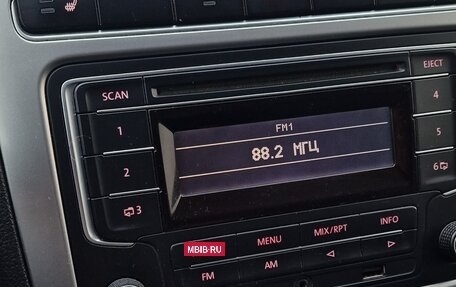 EJECT
SCAN
4
FM1
1
5
88.2 МГЦ
2
6
3
MENU
MIX/RPT
INFO
MBIB.RU
FM
AM